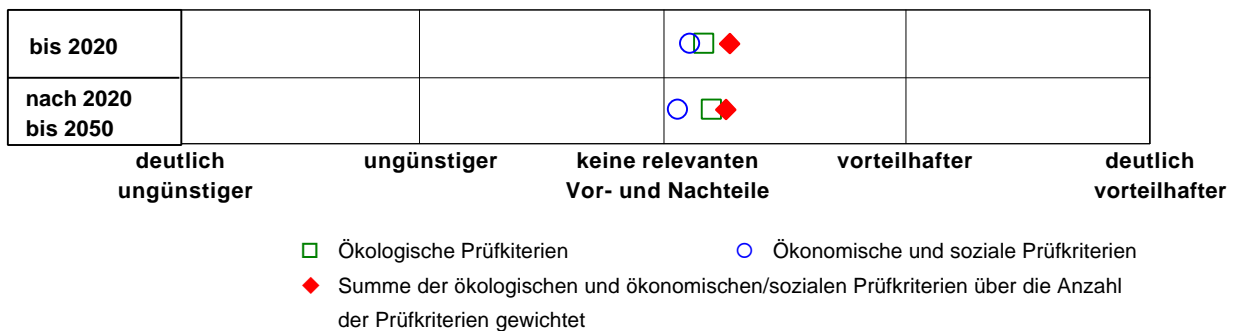 bis 2020
nach 2020
bis 2050
deutlich ungünstiger keine relevanten vorteilhafter deutlich
ungünstiger Vor- und Nachteile vorteilhafter
Ökologische Prüfkiterien Ökonomische und soziale Prüfkriterien
Summe der ökologischen und ökonomischen/sozialen Prüfkriterien über die Anzahl
der Prüfkriterien gewichtet